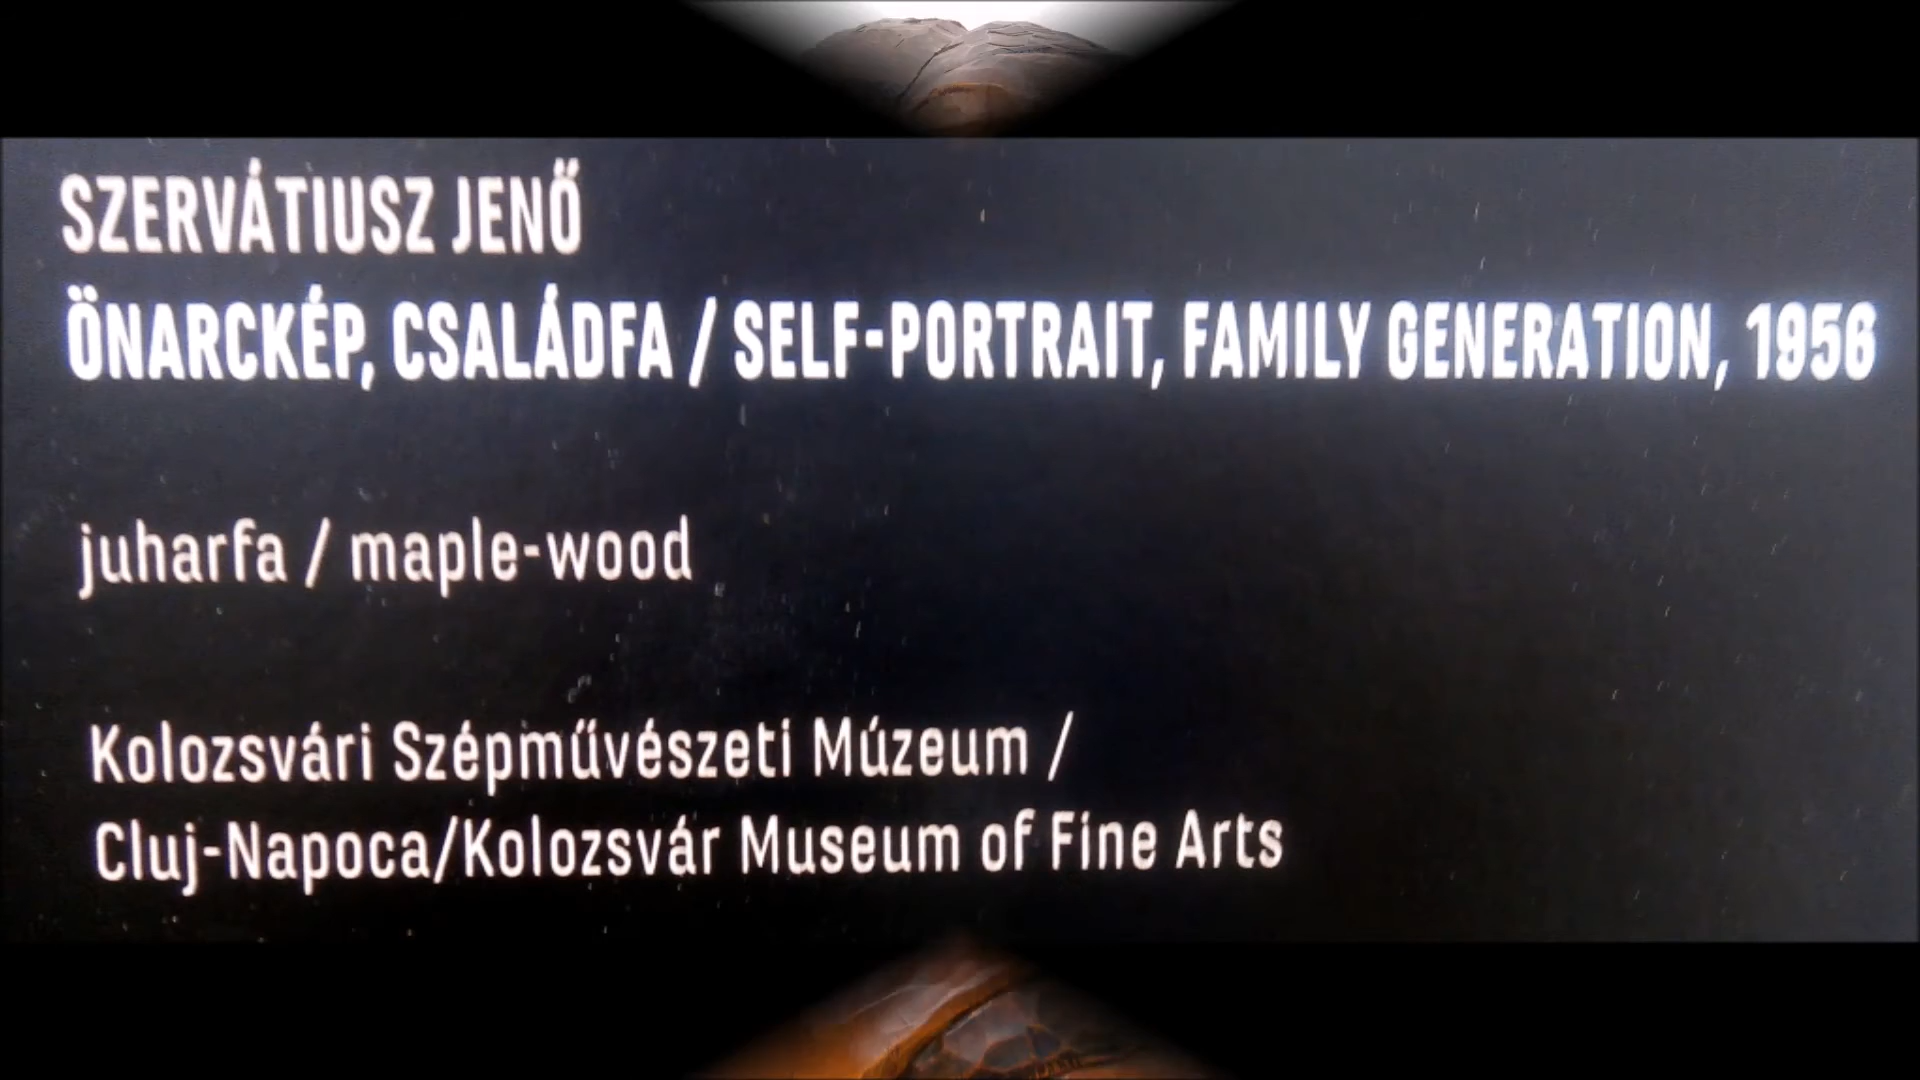 SZERVÁTIUSZ JENŐ
ÖNARCKÉP, CSALÁDFA / SELF-PORTRAIT, FAMILY GENERATION, 1956
juharfa / maple-wood
Kolozsvári Szépművészeti Múzeum /
Cluj-Napoca/Kolozsvár Museum of Fine Arts